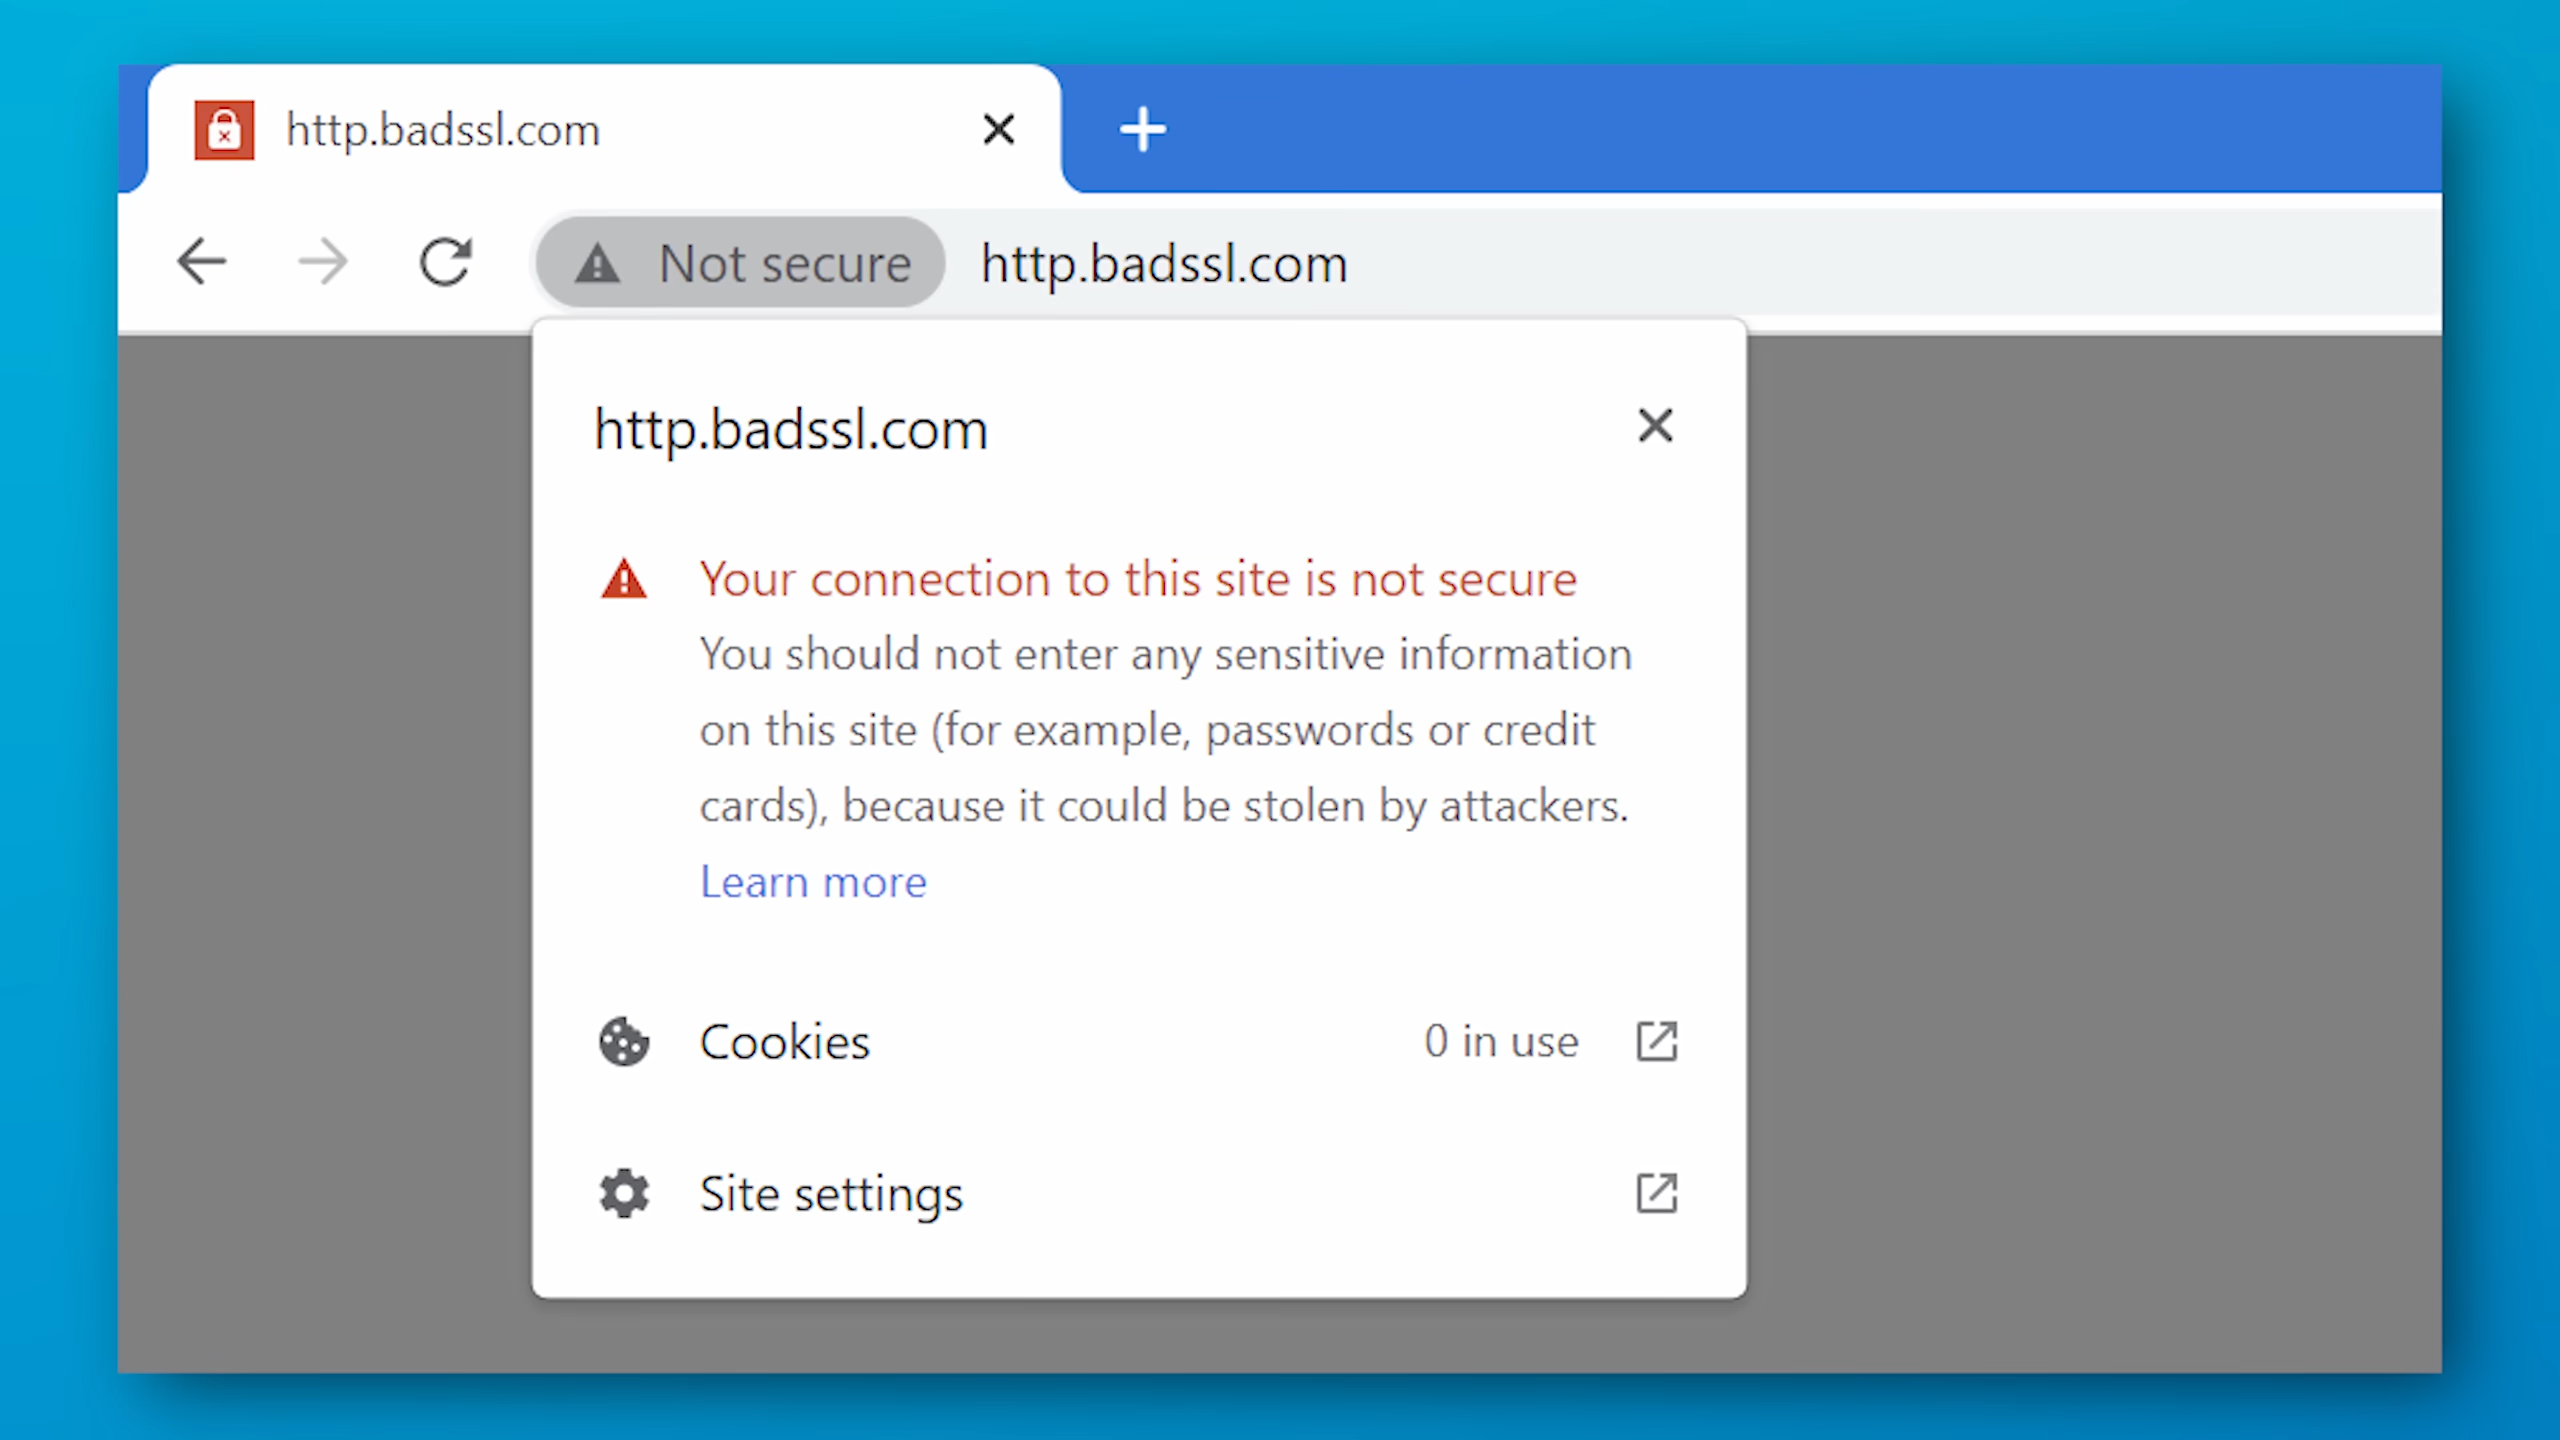 http.badssl.com
Not secure http.badssl.com
http.badssl.com
Your connection to this site is not secure
You should not enter any sensitive information
on this site (for example, passwords or credit
cards), because it could be stolen by attackers.
Learn more
Cookies 0 in use
Site settings